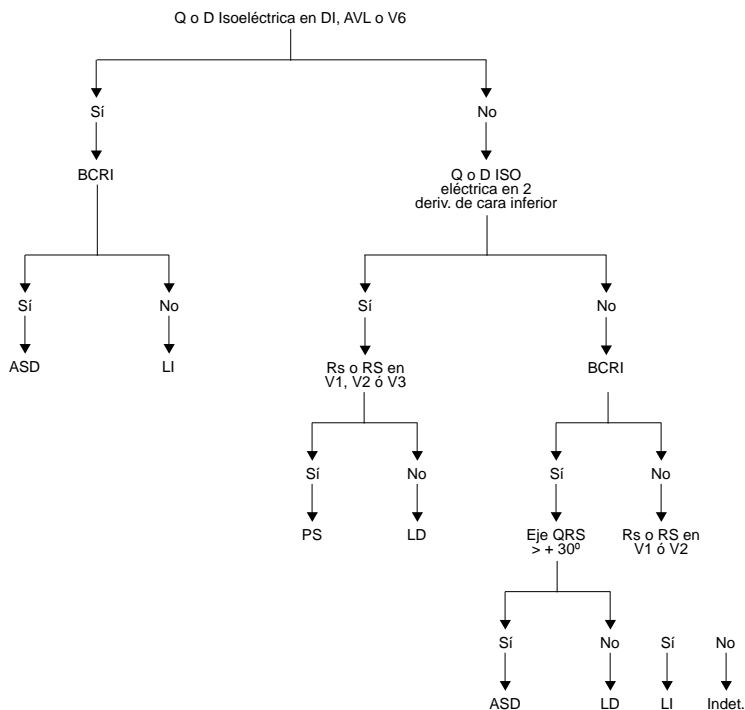 Q o D Isoeléctrica en DI, AVL o V6
Sí
No
BCRI
Q o D ISO
eléctrica en 2
deriv. de cara inferior
Sí
No
Sí
No
ASD
LI
Rs o RS en
V1, V2 ó V3
BCRI
Sí
No
Sí
No
PS
LD
Eje QRS
> + 30º
Rs o RS en
V1 ó V2
Sí
No
Sí
No
ASD
LD
LI
Indet.